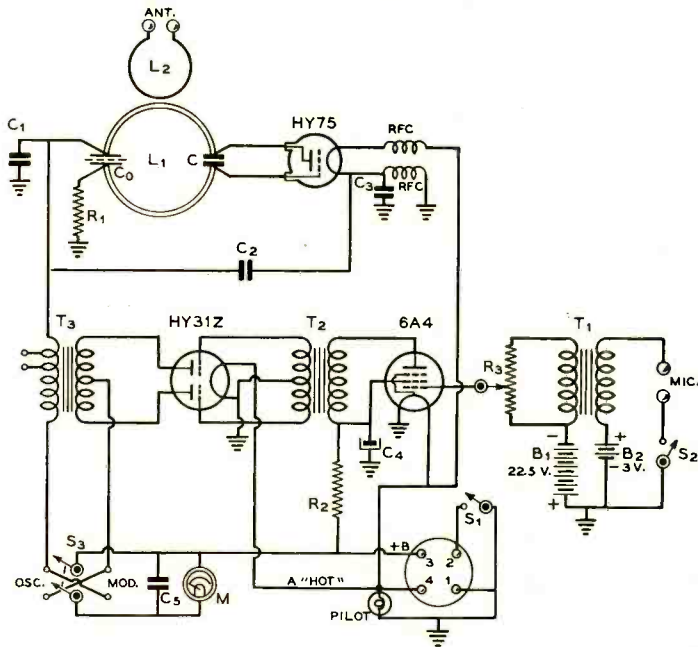 ANT.
L2
C1
L1
C0
C
HY75
RFC
C3
RFC
R1
C2
T3
HY31Z
T2
6A4
T1
R3
MIC.
C4
B1
22.5 V.
B2
3V.
S2
R2
S1
S3
+B
3
2
4
1
OSC.
MOD.
C5
M
A "HOT"
PILOT